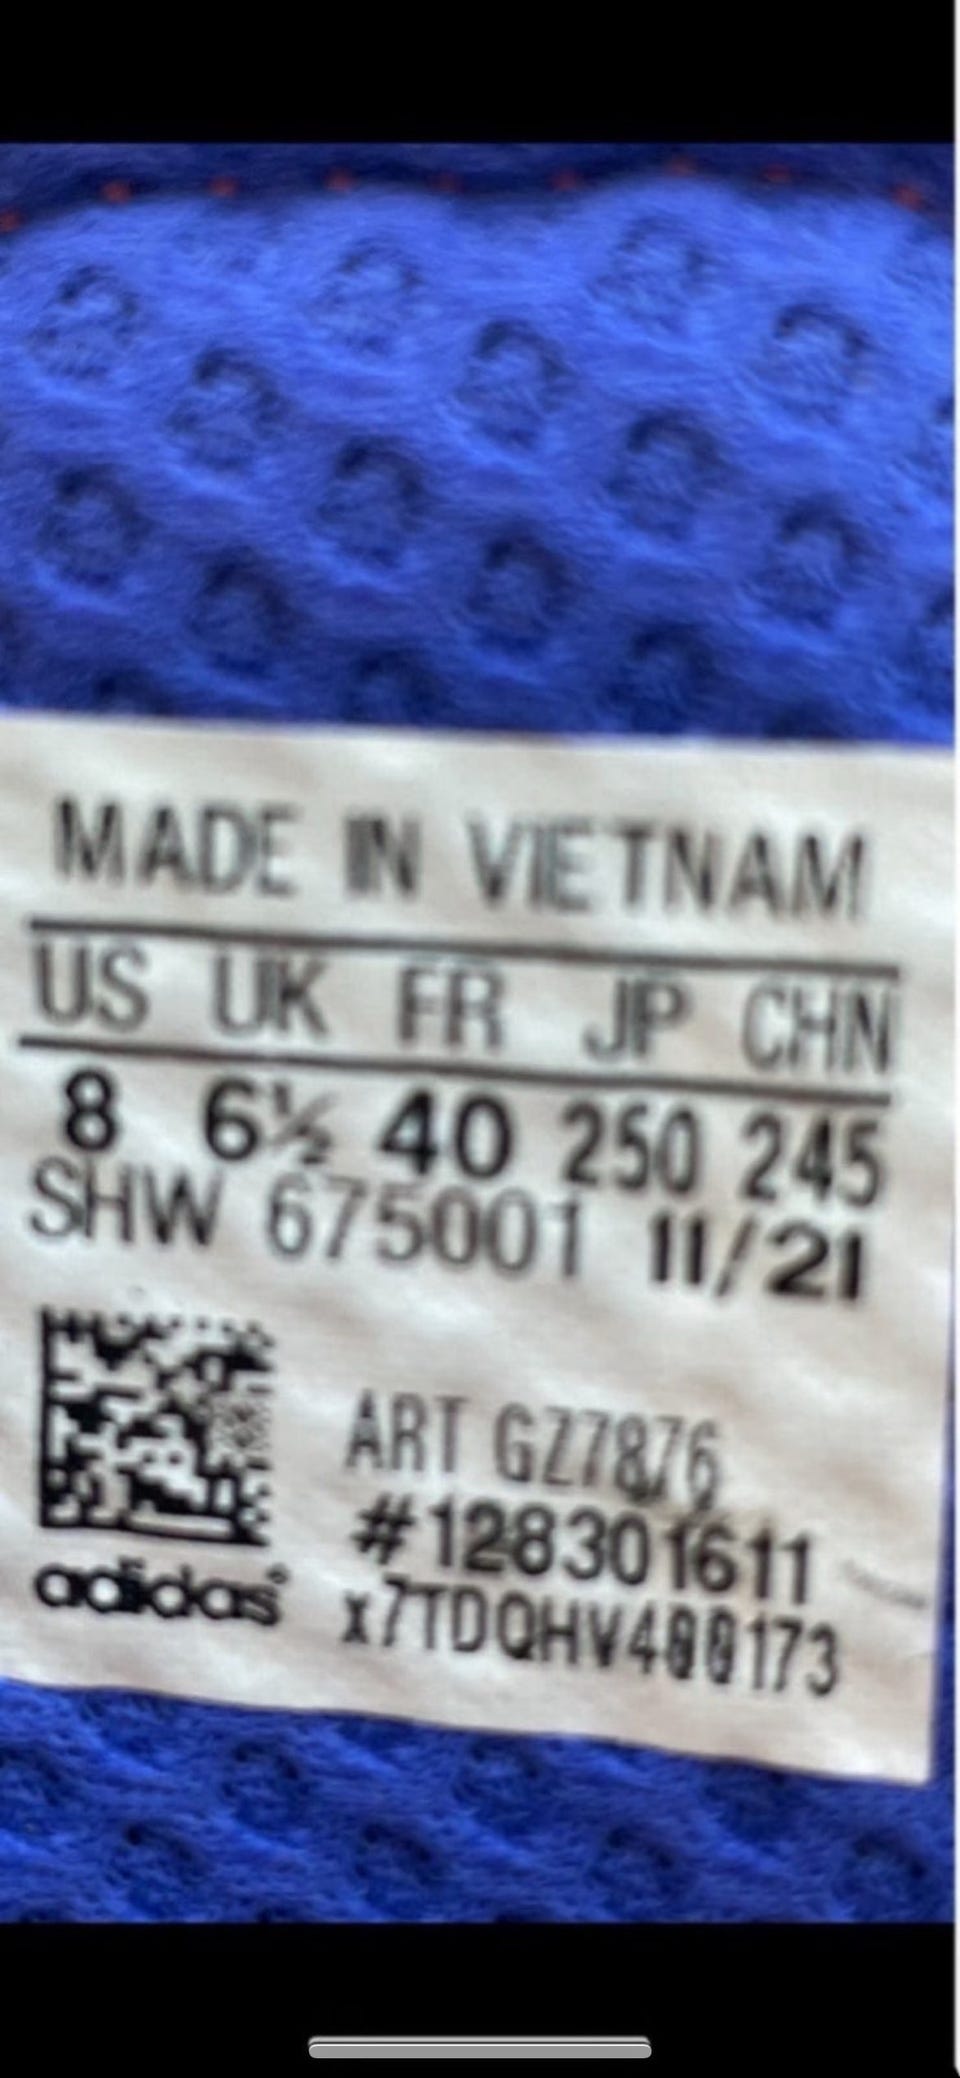 MADE IN VIETNAM
US UK FR JP CHN
8 6½ 40 250 245
SHW 675001 11/21
ART GZ7876
#128301611
adidas® x7TDQHV400173